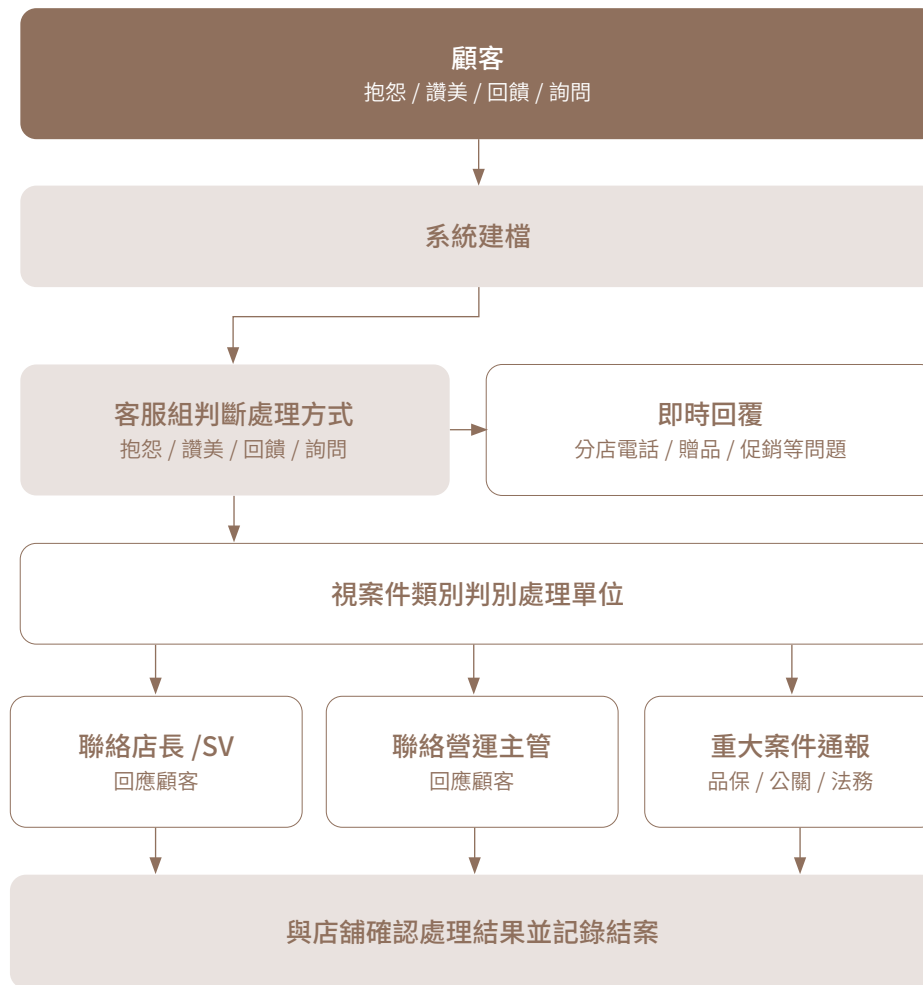 顧客
抱怨 / 讚美 / 回饋 / 詢問
系統建檔
客服組判斷處理方式
抱怨 / 讚美 / 回饋 / 詢問
即時回覆
分店電話 / 贈品 / 促銷等問題
視案件類別判別處理單位
聯絡店長 /SV
回應顧客
聯絡營運主管
回應顧客
重大案件通報
品保 / 公關 / 法務
與店舖確認處理結果並記錄結案